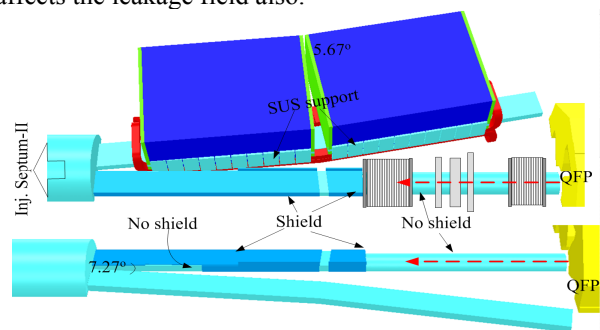 affects the leakage field also.
5.67°
SUS support
Inj. Septum-II
QFP
No shield
Shield
No shield
7.27°
QFP